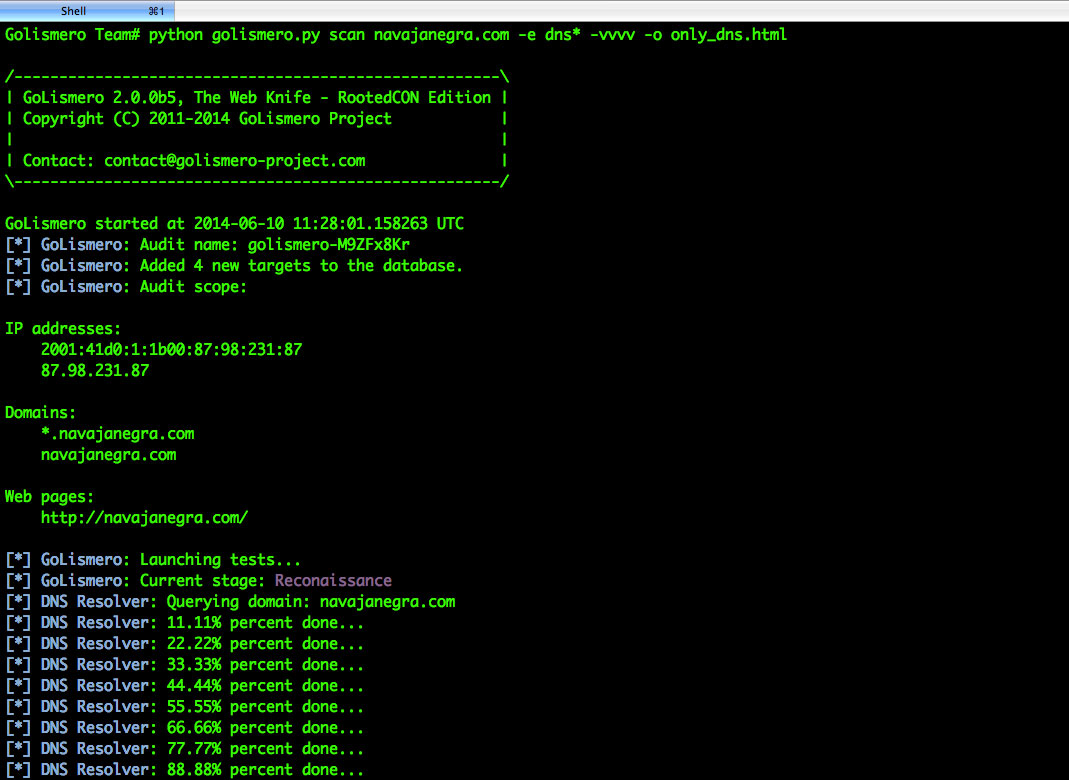 Shell ⌘1
Golismero Team# python golismero.py scan navajanegra.com -e dns* -vvvv -o only_dns.html
/------------------------------------------------------\
| GoLismero 2.0.0b5, The Web Knife - RootedCON Edition |
| Copyright (C) 2011-2014 GoLismero Project |
| |
| Contact: contact@golismero-project.com |
\------------------------------------------------------/
GoLismero started at 2014-06-10 11:28:01.158263 UTC
[*] GoLismero: Audit name: golismero-M9ZFx8Kr
[*] GoLismero: Added 4 new targets to the database.
[*] GoLismero: Audit scope:
IP addresses:
2001:41d0:1:1b00:87:98:231:87
87.98.231.87
Domains:
*.navajanegra.com
navajanegra.com
Web pages:
http://navajanegra.com/
[*] GoLismero: Launching tests...
[*] GoLismero: Current stage: Reconaissance
[*] DNS Resolver: Querying domain: navajanegra.com
[*] DNS Resolver: 11.11% percent done...
[*] DNS Resolver: 22.22% percent done...
[*] DNS Resolver: 33.33% percent done...
[*] DNS Resolver: 44.44% percent done...
[*] DNS Resolver: 55.55% percent done...
[*] DNS Resolver: 66.66% percent done...
[*] DNS Resolver: 77.77% percent done...
[*] DNS Resolver: 88.88% percent done...